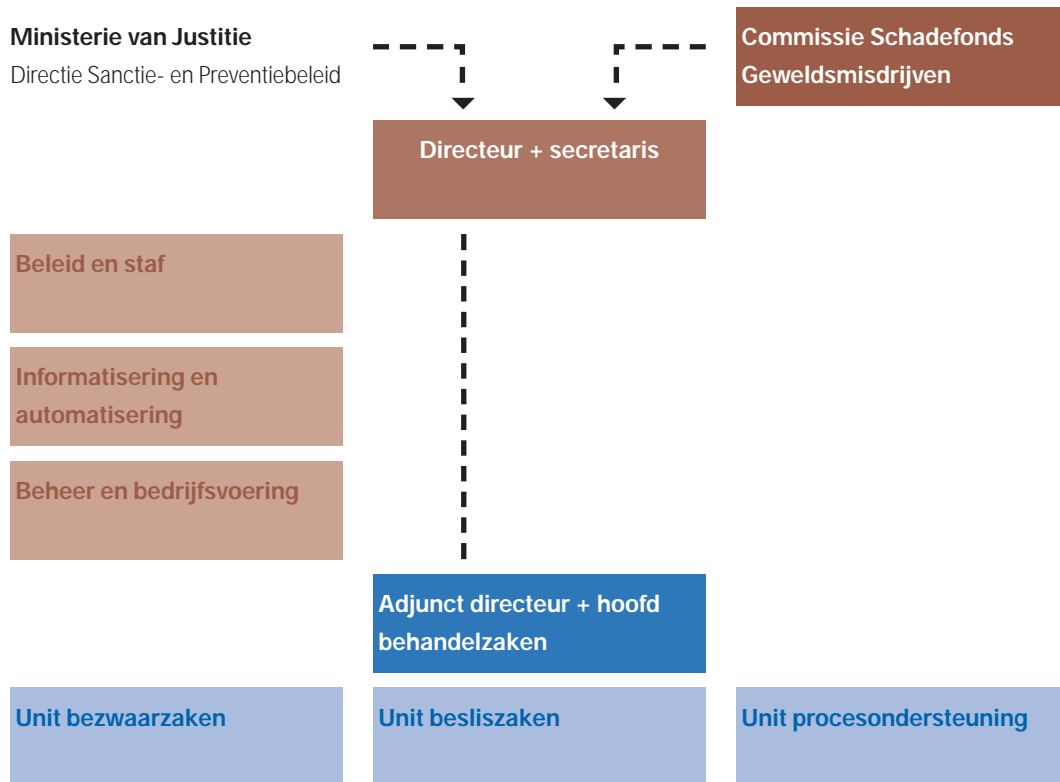 Ministerie van Justitie
Directie Sanctie- en Preventiebeleid
Commissie Schadefonds
Geweldsmisdrijven
Directeur + secretaris
Beleid en staf
Informatisering en
automatisering
Beheer en bedrijfsvoering
Adjunct directeur + hoofd
behandelzaken
Unit bezwaarzaken
Unit besliszaken
Unit procesondersteuning